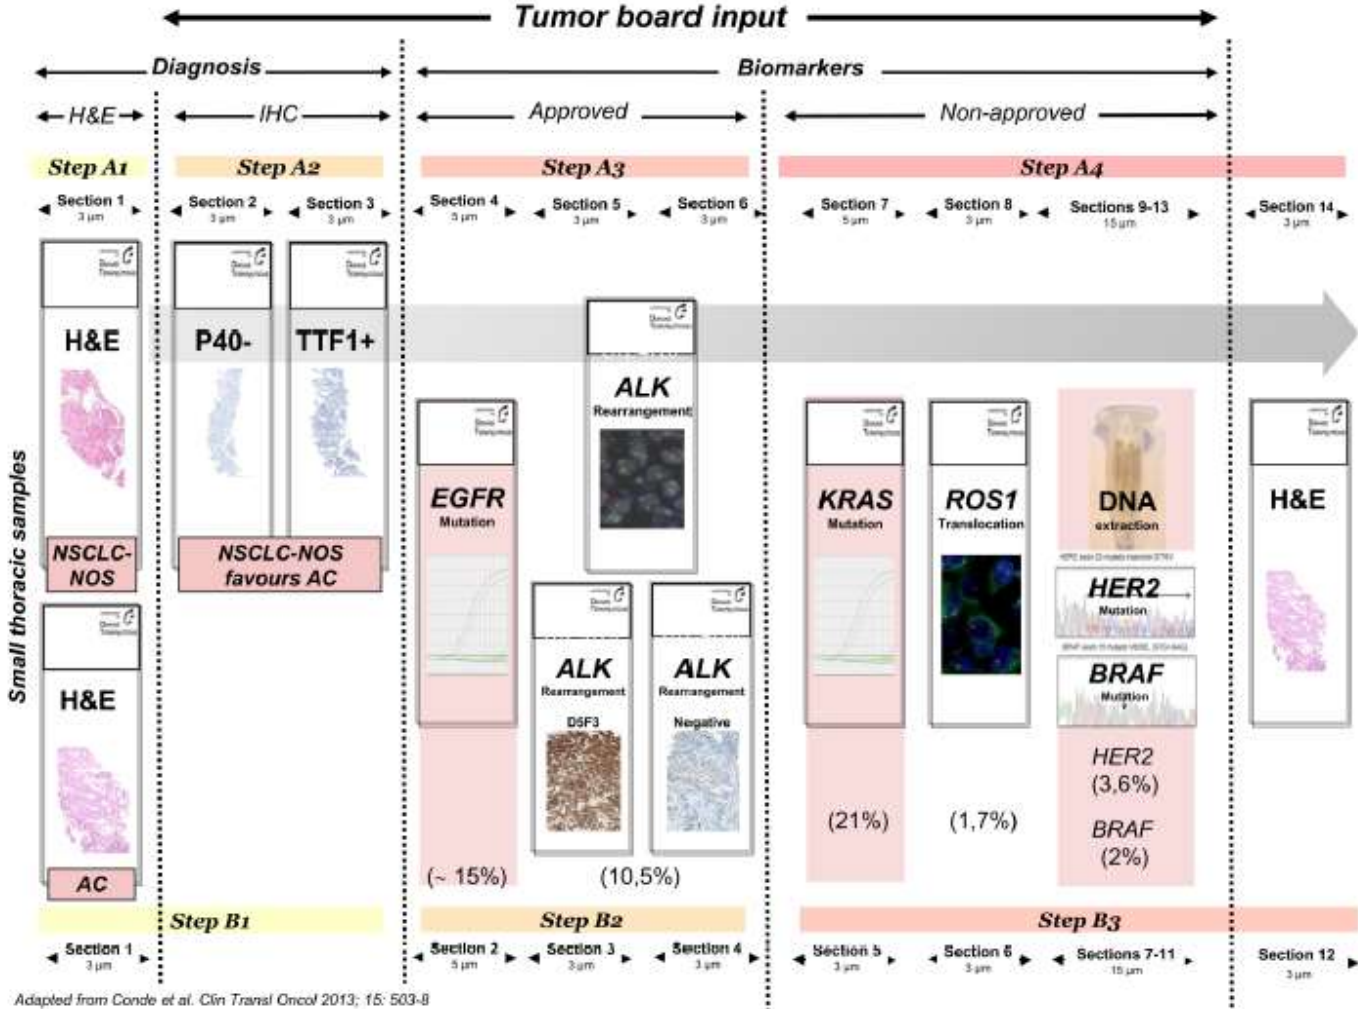 Tumor board input
Diagnosis
Biomarkers
H&E
IHC
Approved
Non-approved
Step A1
Step A2
Step A3
Step A4
Section 1
3 µm
Section 2
3 µm
Section 3
3 µm
Section 4
5 µm
Section 5
3 µm
Section 6
3 µm
Section 7
5 µm
Section 8
3 µm
Sections 9-13
15 µm
Section 14
3 µm
Small thoracic samples
H&E
NSCLC-
NOS
P40-
TTF1+
NSCLC-NOS
favours AC
H&E
AC
EGFR
Mutation
(~ 15%)
ALK
Rearrangement
ALK
Rearrangement
D5F3
ALK
Rearrangement
Negative
(10,5%)
KRAS
Mutation
(21%)
ROS1
Translocation
(1,7%)
DNA
extraction
HER2
Mutation
BRAF
Mutation
HER2
(3,6%)
BRAF
(2%)
H&E
Step B1
Step B2
Step B3
Section 1
3 µm
Section 2
5 µm
Section 3
3 µm
Section 4
3 µm
Section 5
3 µm
Section 6
3 µm
Sections 7-11
15 µm
Section 12
3 µm
Adapted from Conde et al. Clin Transl Oncol 2013; 15: 503-8